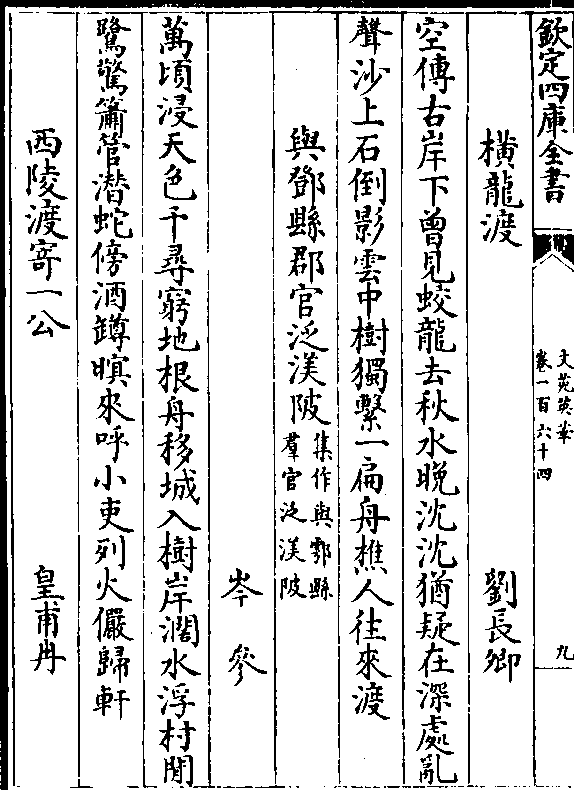 欽定四庫全書
文苑英華
卷一百六十四
九
橫龍渡
劉長卿
空傳古岸下曽見蛟龍去秋水晚沈沈猶疑在深處亂
聲沙上石倒影雲中樹獨繫一扁舟樵人往來渡
與鄧縣郡官泛渼陂
集作與鄠縣
羣官泛渼陂
岑參
萬頃浸天色千尋窮地根舟移城入樹岸濶水浮村閒
鷺驚簫管潛蛇傍酒罇暝來呼小吏列火儼歸軒
西陵渡寄一公
皇甫冉